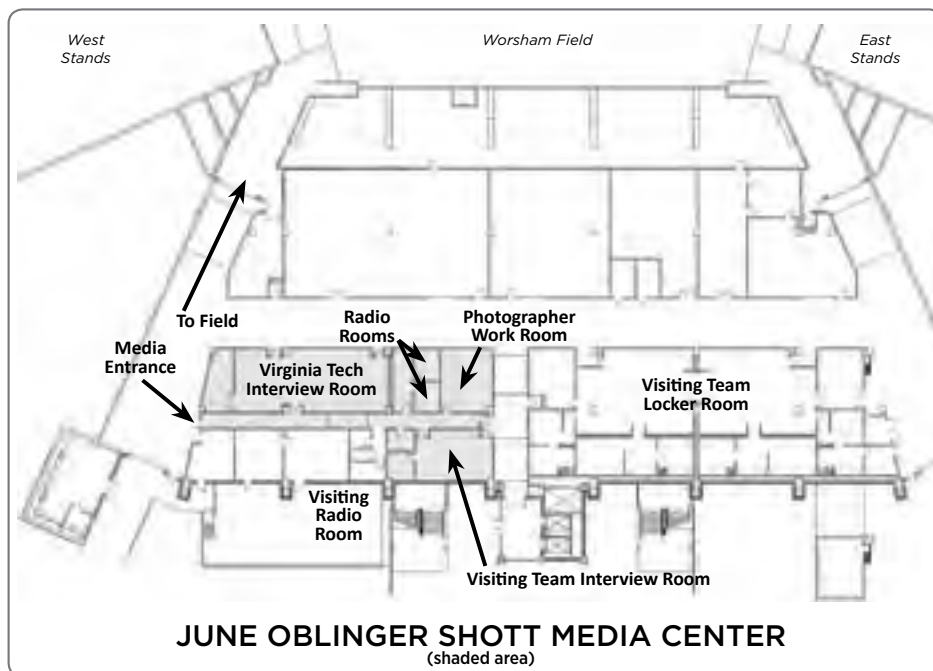 West
Stands
Worsham Field
East
Stands
To Field
Media
Entrance
Radio
Rooms
Photographer
Work Room
Virginia Tech
Interview Room
Visiting Team
Locker Room
Visiting
Radio
Room
Visiting Team Interview Room
JUNE OBLINGER SHOTT MEDIA CENTER
(shaded area)